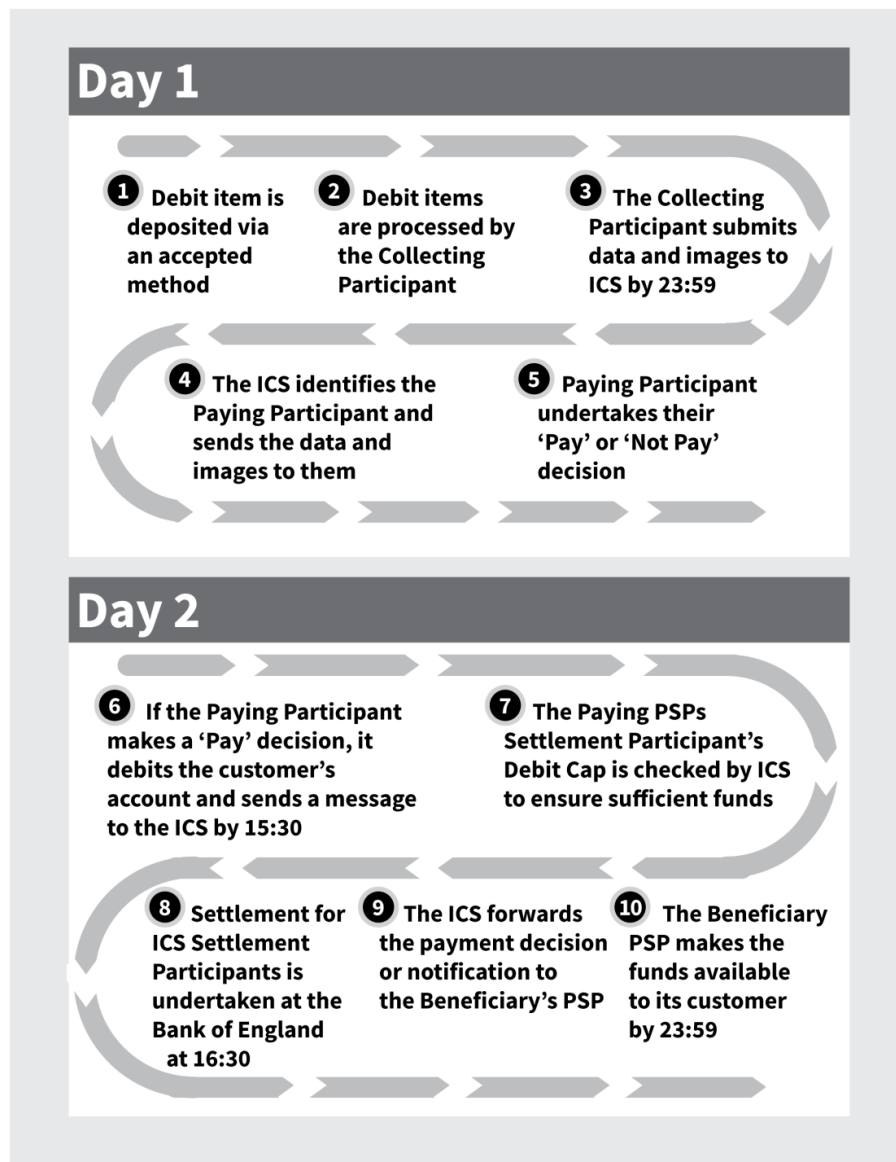 Day 1
1 Debit item is
deposited via
an accepted
method
2 Debit items
are processed by
the Collecting
Participant
3 The Collecting
Participant submits
data and images to
ICS by 23:59
4 The ICS identifies the
Paying Participant and
sends the data and
images to them
5 Paying Participant
undertakes their
‘Pay’ or ‘Not Pay’
decision
Day 2
6 If the Paying Participant
makes a ‘Pay’ decision, it
debits the customer’s
account and sends a message
to the ICS by 15:30
7 The Paying PSPs
Settlement Participant’s
Debit Cap is checked by ICS
to ensure sufficient funds
8 Settlement for
ICS Settlement
Participants is
undertaken at the
Bank of England
at 16:30
9 The ICS forwards
the payment decision
or notification to
the Beneficiary’s PSP
10 The Beneficiary
PSP makes the
funds available
to its customer
by 23:59